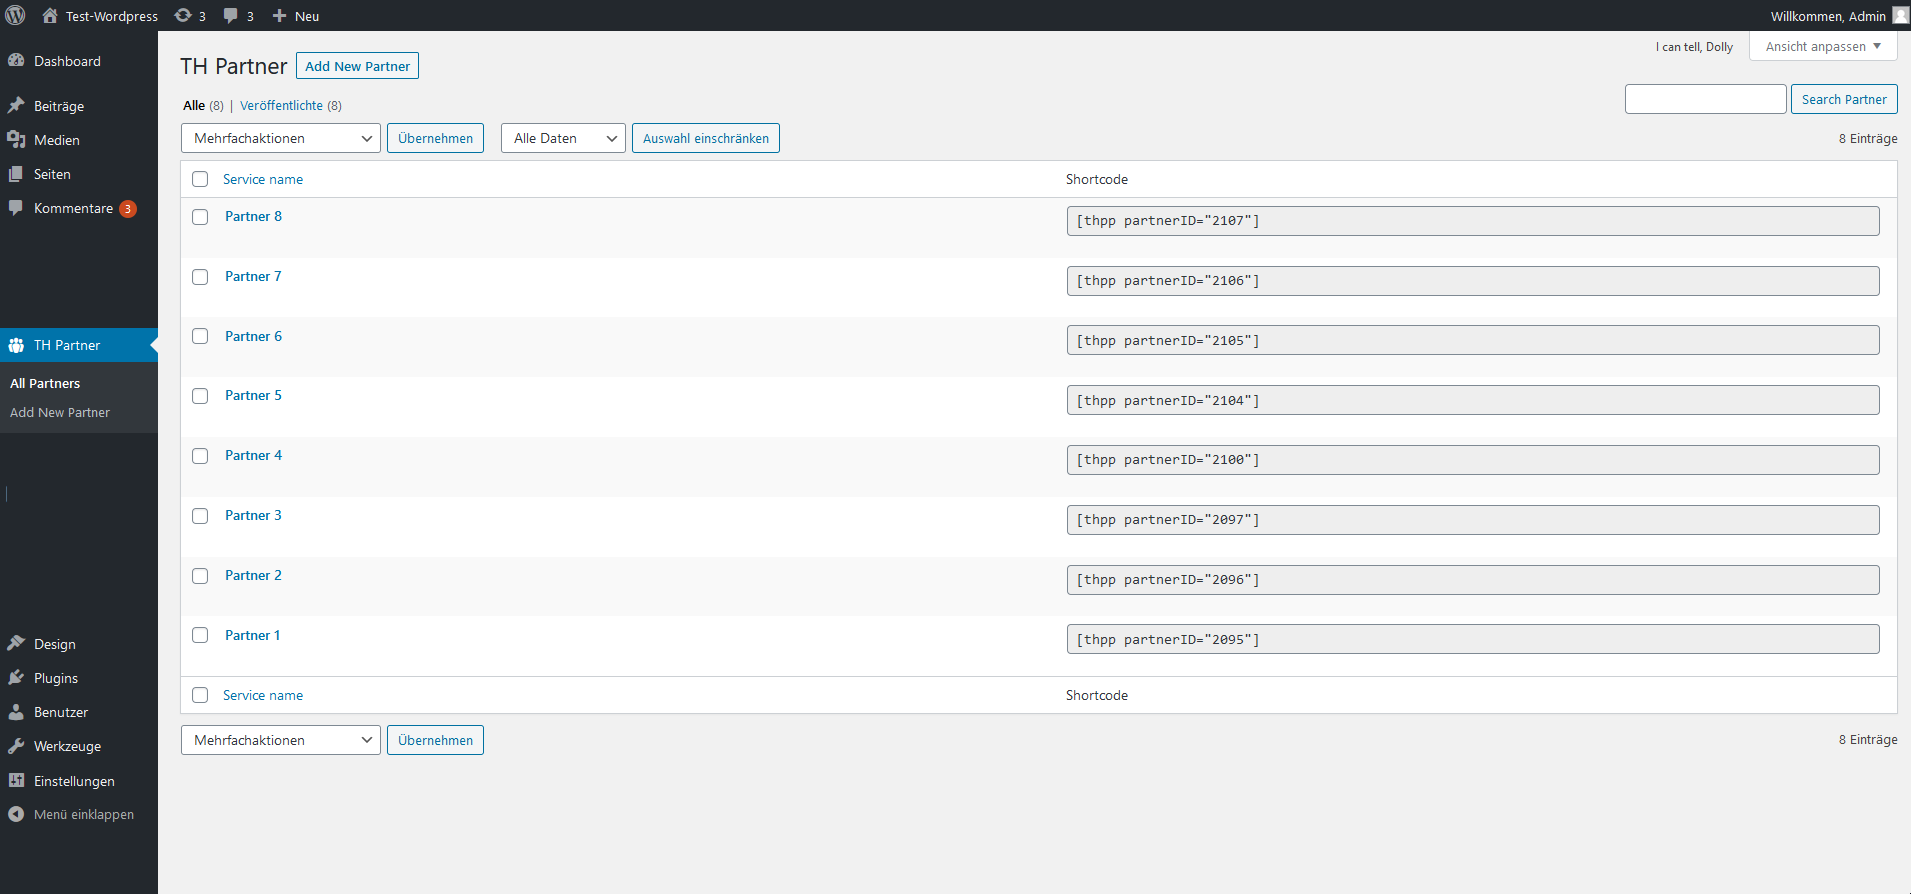 Test-Wordpress 3 3 Neu Willkommen, Admin
I can tell, Dolly Ansicht anpassen
Dashboard
Beiträge
Medien
Seiten
Kommentare 3
TH Partner
All Partners
Add New Partner
Design
Plugins
Benutzer
Werkzeuge
Einstellungen
Menü einklappen
TH Partner Add New Partner
Alle (8) | Veröffentlichte (8)
Search Partner
Mehrfachaktionen Übernehmen Alle Daten Auswahl einschränken 8 Einträge
Service name Shortcode
Partner 8 [thpp partnerID="2107"]
Partner 7 [thpp partnerID="2106"]
Partner 6 [thpp partnerID="2105"]
Partner 5 [thpp partnerID="2104"]
Partner 4 [thpp partnerID="2100"]
Partner 3 [thpp partnerID="2097"]
Partner 2 [thpp partnerID="2096"]
Partner 1 [thpp partnerID="2095"]
Service name Shortcode
Mehrfachaktionen Übernehmen 8 Einträge